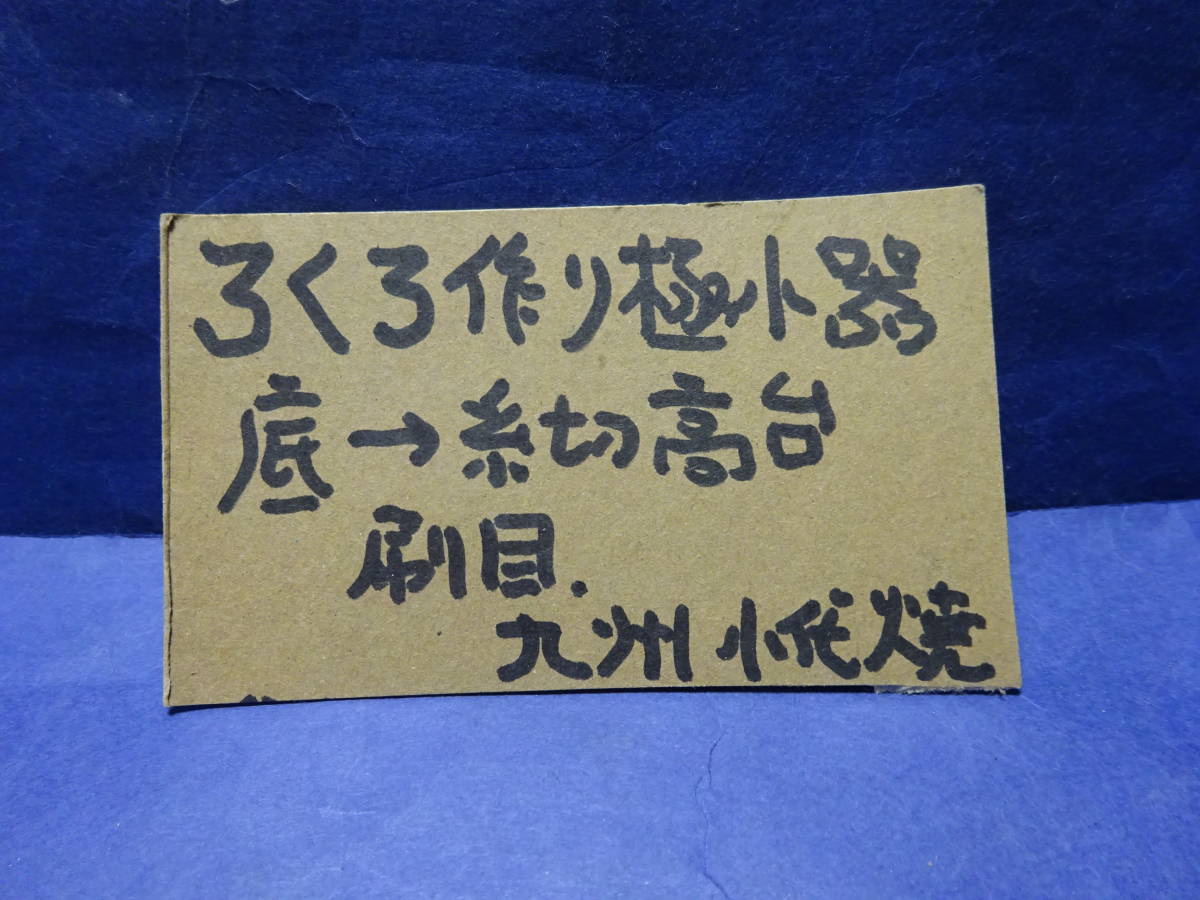 ろくろ作り極小器
底→糸切高台
刷目.
九州小代焼